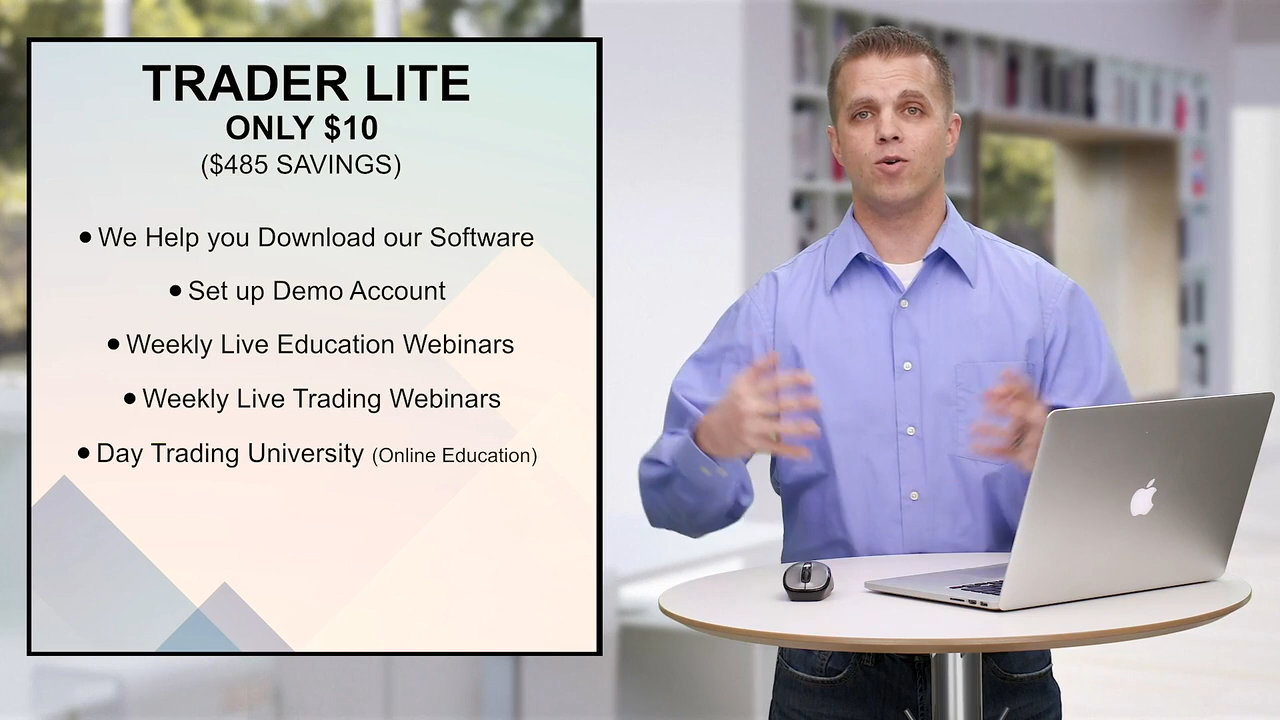 TRADER LITE
ONLY $10
($485 SAVINGS)
• We Help you Download our Software
• Set up Demo Account
• Weekly Live Education Webinars
• Weekly Live Trading Webinars
• Day Trading University (Online Education)